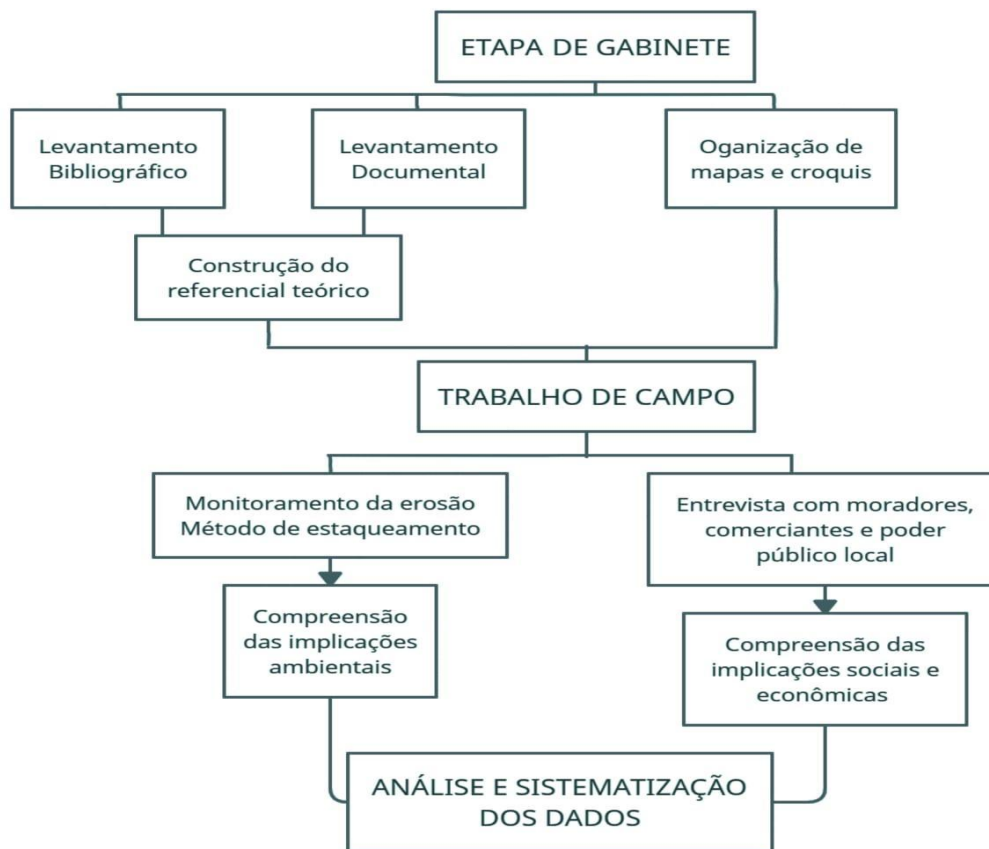 ETAPA DE GABINETE
Levantamento
Bibliográfico
Levantamento
Documental
Oganização de
mapas e croquis
Construção do
referencial teórico
TRABALHO DE CAMPO
Monitoramento da erosão
Método de estaqueamento
Entrevista com moradores,
comerciantes e poder
público local
Compreensão
das implicações
ambientais
Compreensão das
implicações sociais e
econômicas
ANÁLISE E SISTEMATIZAÇÃO
DOS DADOS